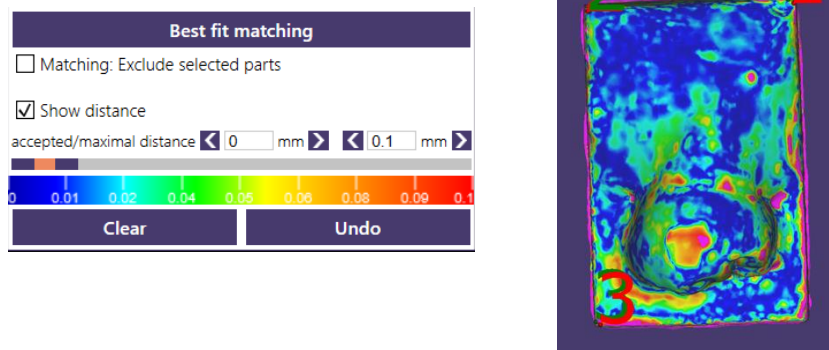 Best fit matching
Matching: Exclude selected parts
Show distance
accepted/maximal distance 0 mm 0.1 mm
0 0.01 0.02 0.04 0.05 0.06 0.08 0.09 0.1
Clear Undo
3